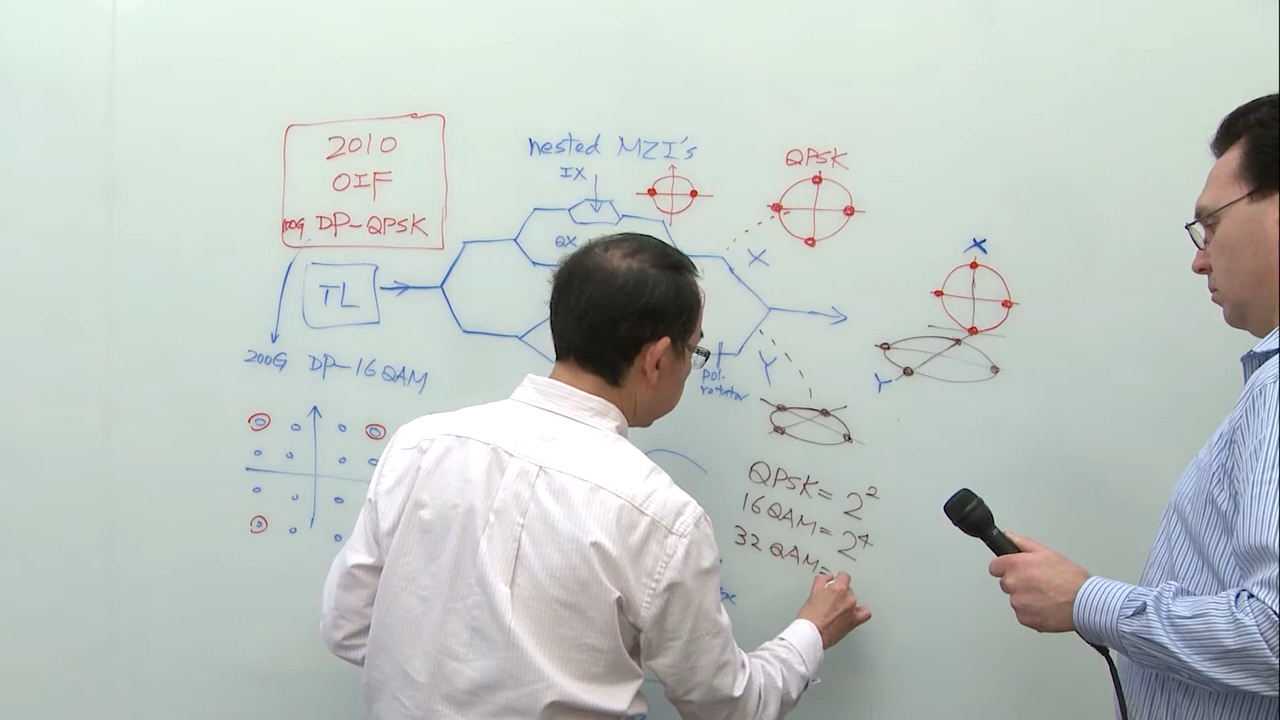 2010
OIF
100G DP-QPSK
TL
200G DP-16QAM
nested MZI's
IX
QX
QPSK
X
Y
pol.
rotator
X
Y
QPSK = 2²
16QAM = 2⁴
32 QAM =